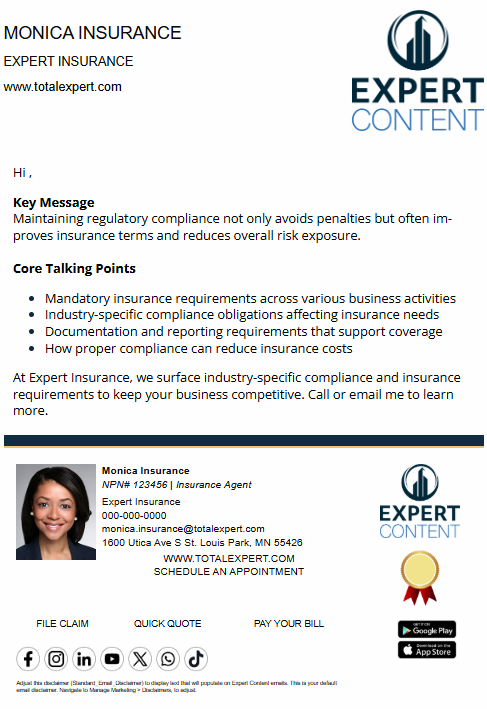 MONICA INSURANCE
EXPERT INSURANCE
www.totalexpert.com
EXPERT
CONTENT
Hi ,
Key Message
Maintaining regulatory compliance not only avoids penalties but often im-
proves insurance terms and reduces overall risk exposure.
Core Talking Points
• Mandatory insurance requirements across various business activities
• Industry-specific compliance obligations affecting insurance needs
• Documentation and reporting requirements that support coverage
• How proper compliance can reduce insurance costs
At Expert Insurance, we surface industry-specific compliance and insurance
requirements to keep your business competitive. Call or email me to learn
more.
Monica Insurance
NPN# 123456 | Insurance Agent
Expert Insurance
000-000-0000
monica.insurance@totalexpert.com
1600 Utica Ave S St. Louis Park, MN 55426
WWW.TOTALEXPERT.COM
SCHEDULE AN APPOINTMENT
EXPERT
CONTENT
FILE CLAIM
QUICK QUOTE
PAY YOUR BILL
GET IT ON
Google Play
Download on the
App Store
Adjust this disclaimer (Standard_Email_Disclaimer) to display text that will populate on Expert Content emails. This is your default
email disclaimer. Navigate to Manage Marketing > Disclaimers, to adjust.